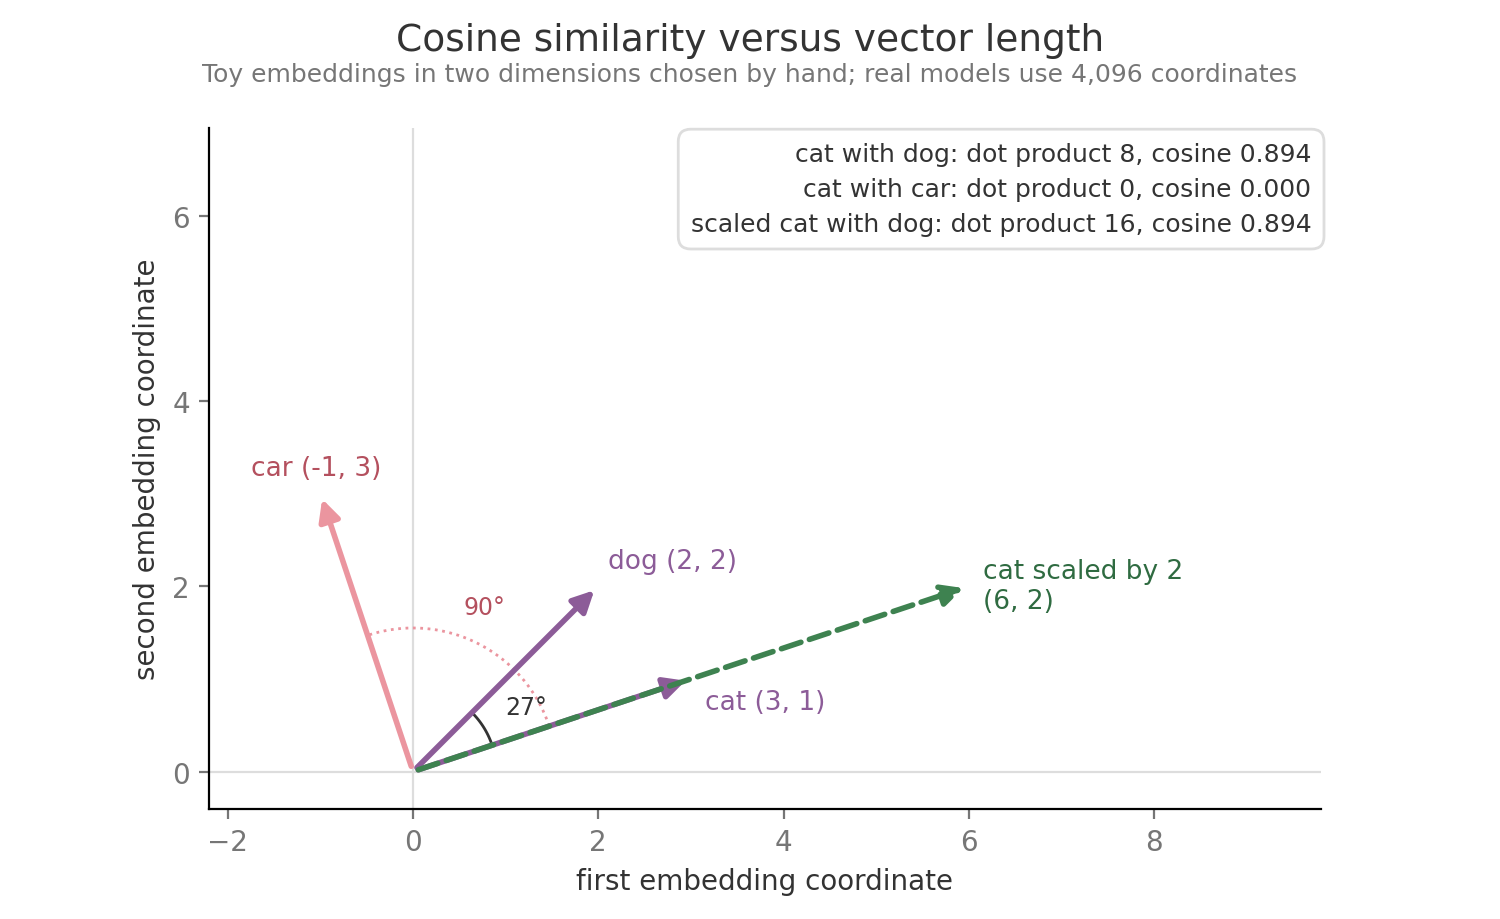 Cosine similarity versus vector length
Toy embeddings in two dimensions chosen by hand; real models use 4,096 coordinates
cat with dog: dot product 8, cosine 0.894
cat with car: dot product 0, cosine 0.000
scaled cat with dog: dot product 16, cosine 0.894
6
4
2
0
second embedding coordinate
car (-1, 3)
dog (2, 2)
cat scaled by 2
(6, 2)
90°
27°
cat (3, 1)
−2
0
2
4
6
8
first embedding coordinate